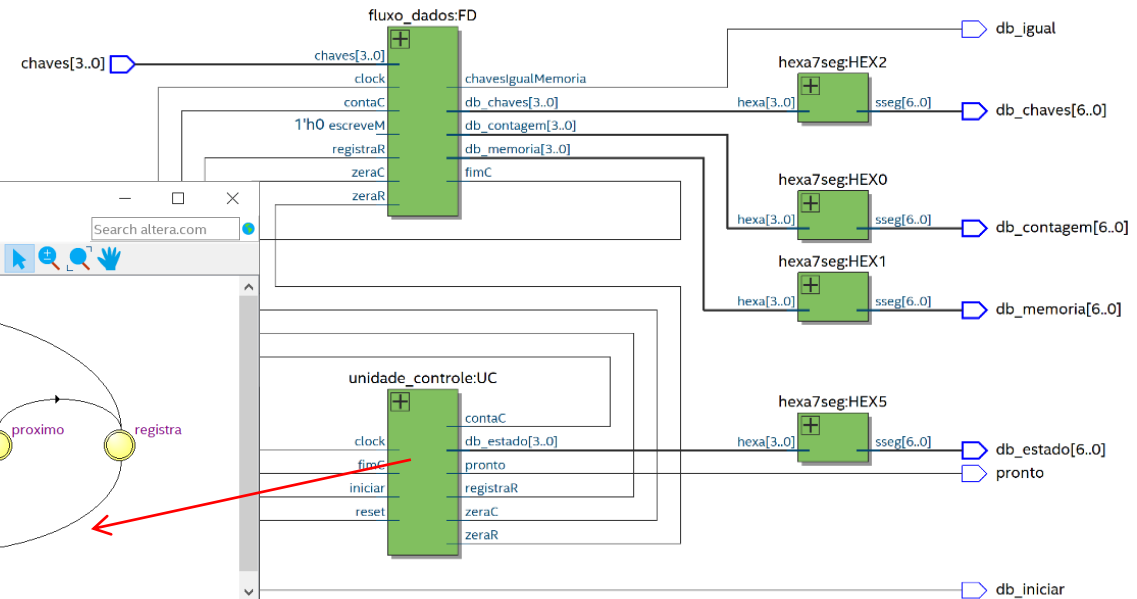 fluxo_dados:FD
db_igual
chaves[3..0]
chaves[3..0]
hexa7seg:HEX2
clock
chavesIgualMemoria
contaC
db_chaves[3..0]
hexa[3..0]
sseg[6..0]
db_chaves[6..0]
1'h0 escreveM
db_contagem[3..0]
registraR
db_memoria[3..0]
zeraC
fimC
hexa7seg:HEX0
zeraR
hexa[3..0]
sseg[6..0]
db_contagem[6..0]
Search altera.com
hexa7seg:HEX1
hexa[3..0]
sseg[6..0]
db_memoria[6..0]
unidade_controle:UC
hexa7seg:HEX5
contaC
proximo
registra
clock
db_estado[3..0]
hexa[3..0]
sseg[6..0]
db_estado[6..0]
fimC
pronto
pronto
iniciar
registraR
reset
zeraC
zeraR
db_iniciar